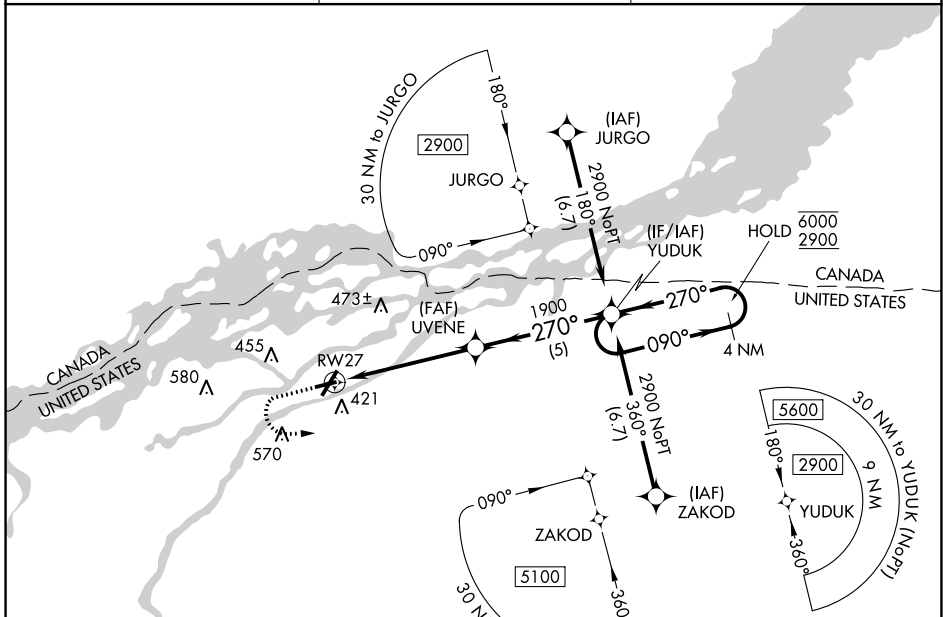 30 NM to JURGO
180°
2900
JURGO
090°
(IAF)
JURGO
2900 NoPT
180°
(6.7)
(IF/IAF)
YUDUK
HOLD
6000
2900
CANADA
UNITED STATES
473±
(FAF)
UVENE
1900
270°
(5)
270°
090°
4 NM
CANADA
UNITED STATES
455
580
RW27
421
570
2900 NoPT
360°
(6.7)
(IAF)
ZAKOD
090°
ZAKOD
5100
360
30 N
5600
180°
2900
9 NM
30 NM to YUDUK (NoPT)
YUDUK
360°